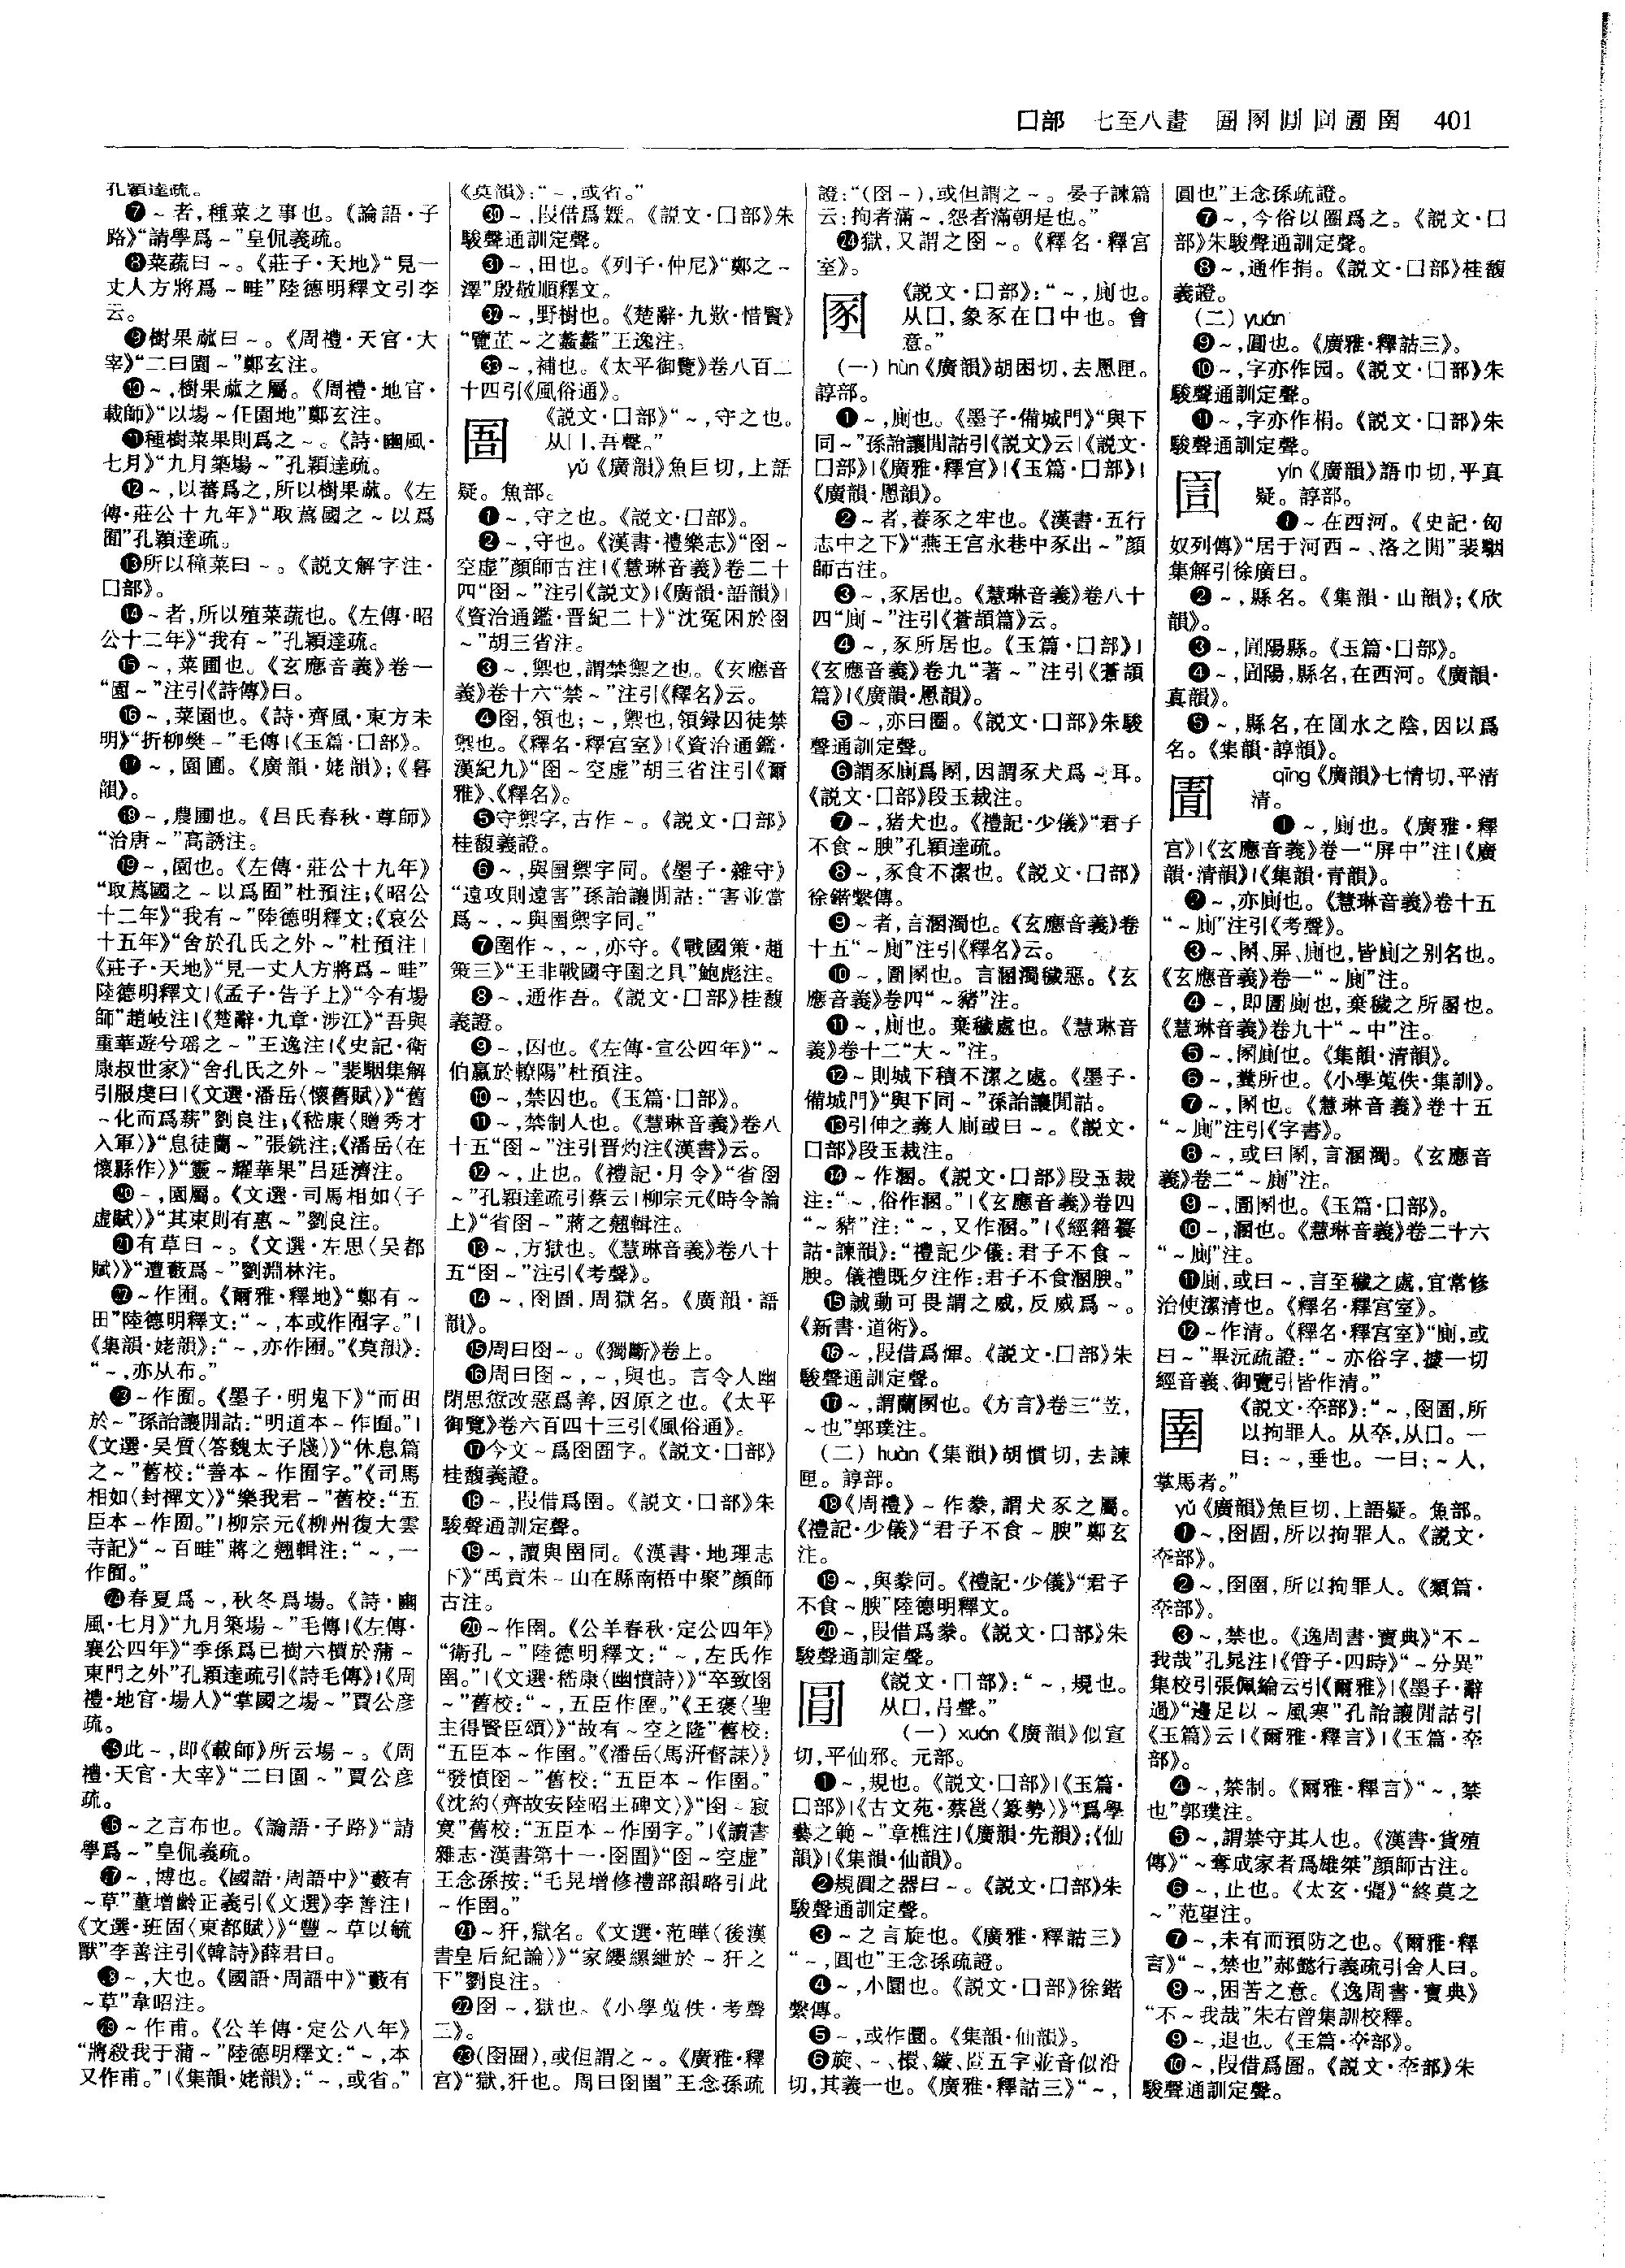 囗部 七至八畫 圄圂圓圁圊圉 401
孔穎達疏。
❼~者,種菜之事也。《論語·子
路》“請學爲~”皇侃義疏。
❽菜蔬曰~。《莊子·天地》“見一
丈人方將爲~畦”陸德明釋文引李
云。
❾樹果蓏曰~。《周禮·天官·大
宰》“二曰園~”鄭玄注。
❿~,樹果蓏之屬。《周禮·地官·
載師》“以場~任園地”鄭玄注。
⓫種樹菜果則爲之~。《詩·豳風·
七月》“九月築場~”孔穎達疏。
⓬~,以蕃爲之,所以樹果蓏。《左
傳·莊公十九年》“取蔿國之~以爲
囿”孔穎達疏。
⓭所以種菜曰~。《説文解字注·
囗部》。
⓮~者,所以殖菜蔬也。《左傳·昭
公十二年》“我有~”孔穎達疏。
⓯~,菜圃也。《玄應音義》卷一
“園~”注引《詩傳》曰。
⓰~,菜園也。《詩·齊風·東方未
明》“折柳樊~”毛傳|《玉篇·囗部》。
⓱~,園圃。《廣韻·姥韻》;《暮
韻》。
⓲~,農圃也。《吕氏春秋·尊師》
“治唐~”高誘注。
⓳~,園也。《左傳·莊公十九年》
“取蔿國之~以爲囿”杜預注;《昭公
十二年》“我有~”陸德明釋文;《哀公
十五年》“舍於孔氏之外~”杜預注|
《莊子·天地》“見一丈人方將爲~畦”
陸德明釋文|《孟子·告子上》“今有場
師”趙岐注|《楚辭·九章·涉江》“吾與
重華遊兮瑶之~”王逸注|《史記·衛
康叔世家》“舍孔氏之外~”裴駰集解
引服虔曰|《文選·潘岳〈懷舊賦〉》“舊
~化而爲薪”劉良注;《嵇康〈贈秀才
入軍〉》“息徒蘭~”張銑注;《潘岳〈在
懷縣作〉》“靈~耀華果”吕延濟注。
⓴~,園屬。《文選·司馬相如〈子
虚賦〉》“其東則有惠~”劉良注。
㉑有草曰~。《文選·左思〈吴都
賦〉》“遭藪爲~”劉淵林注。
㉒~作囿。《爾雅·釋地》“鄭有~
田”陸德明釋文:“~,本或作囿字。”|
《集韻·姥韻》:“~,亦作囿。”《莫韻》:
“~,亦从布。”
㉓~作囿。《墨子·明鬼下》“而田
於~”孫詒讓閒詁:“明道本~作囿。”|
《文選·吴質〈答魏太子牋〉》“休息篇
之~”舊校:“善本~作囿字。”《司馬
相如〈封禪文〉》“樂我君~”舊校:“五
臣本~作囿。”|柳宗元《柳州復大雲
寺記》“~百畦”蔣之翹輯注:“~,一
作囿。”
㉔春夏爲~,秋冬爲場。《詩·豳
風·七月》“九月築場~”毛傳|《左傳·
襄公四年》“季孫爲己樹六檟於蒲~
東門之外”孔穎達疏引《詩毛傳》|《周
禮·地官·場人》“掌國之場~”賈公彦
疏。
㉕此~,即《載師》所云場~。《周
禮·天官·大宰》“二曰園~”賈公彦
疏。
㉖~之言布也。《論語·子路》“請
學爲~”皇侃義疏。
㉗~,博也。《國語·周語中》“藪有
~草”董增齡正義引《文選》李善注|
《文選·班固〈東都賦〉》“豐~草以毓
獸”李善注引《韓詩》薛君曰。
㉘~,大也。《國語·周語中》“藪有
~草”韋昭注。
㉙~作甫。《公羊傳·定公八年》
“將殺我于蒲~”陸德明釋文:“~,本
又作甫。”|《集韻·姥韻》:“~,或省。”
《莫韻》:“~,或省。”
㉚~,叚借爲䋣。《説文·囗部》朱
駿聲通訓定聲。
㉛~,田也。《列子·仲尼》“鄭之~
澤”殷敬順釋文。
㉜~,野樹也。《楚辭·九歎·惜賢》
“覽芷~之蠡蠡”王逸注。
㉝~,補也。《太平御覽》卷八百二
十四引《風俗通》。
圄 《説文·囗部》“~,守之也。
从囗,吾聲。”
yǔ《廣韻》魚巨切,上語
疑。魚部。
❶~,守之也。《説文·囗部》。
❷~,守也。《漢書·禮樂志》“囹~
空虚”顔師古注|《慧琳音義》卷二十
四“囹~”注引《説文》|《廣韻·語韻》|
《資治通鑑·晋紀二十》“沈冤困於囹
~”胡三省注。
❸~,禦也,謂禁禦之也。《玄應音
義》卷十六“禁~”注引《釋名》云。
❹囹,領也;~,禦也,領録囚徒禁
禦也。《釋名·釋宫室》|《資治通鑑·
漢紀九》“囹~空虚”胡三省注引《爾
雅》、《釋名》。
❺守禦字,古作~。《説文·囗部》
桂馥義證。
❻~,與圉禦字同。《墨子·雜守》
“遠攻則遠害”孫詒讓閒詁:“害並當
爲~,~與圉禦字同。”
❼圉作~,~,亦守。《戰國策·趙
策三》“王非戰國守圉之具”鮑彪注。
❽~,通作吾。《説文·囗部》桂馥
義證。
❾~,囚也。《左傳·宣公四年》“~
伯嬴於轑陽”杜預注。
❿~,禁囚也。《玉篇·囗部》。
⓫~,禁制人也。《慧琳音義》卷八
十五“囹~”注引晋灼注《漢書》云。
⓬~,止也。《禮記·月令》“省囹
~”孔穎達疏引蔡云|柳宗元《時令論
上》“省囹~”蔣之翹輯注。
⓭~,方獄也。《慧琳音義》卷八十
五“囹~”注引《考聲》。
⓮~,囹圄,周獄名。《廣韻·語
韻》。
⓯周曰囹~。《獨斷》卷上。
⓰周曰囹~,~,與也。言令人幽
閉思愆改惡爲善,因原之也。《太平
御覽》卷六百四十三引《風俗通》。
⓱今文~爲囹圄字。《説文·囗部》
桂馥義證。
⓲~,叚借爲圉。《説文·囗部》朱
駿聲通訓定聲。
⓳~,讀與圉同。《漢書·地理志
下》“禹貢朱~山在縣南梧中聚”顔師
古注。
⓴~作圉。《公羊春秋·定公四年》
“衛孔~”陸德明釋文:“~,左氏作
圉。”|《文選·嵇康〈幽憤詩〉》“卒致囹
~”舊校:“~,五臣作圉。”《王褒〈聖
主得賢臣頌〉》“故有~空之隆”舊校:
“五臣本~作圉。”《潘岳〈馬汧督誄〉》
“發憤囹~”舊校:“五臣本~作圉。”
《沈約〈齊故安陸昭王碑文〉》“囹~寂
寞”舊校:“五臣本~作圉字。”|《讀書
雜志·漢書第十一·囹圄》“囹~空虚”
王念孫按:“毛晃增修禮部韻略引此
~作圉。”
㉑~犴,獄名。《文選·范曄〈後漢
書皇后紀論〉》“家纓縲紲於~犴之
下”劉良注。
㉒囹~,獄也。《小學蒐佚·考聲
二》。
㉓(囹圄),或但謂之~。《廣雅·釋
宫》“獄,犴也。周曰囹圄”王念孫疏
證:“(囹~),或但謂之~。晏子諫篇
云:拘者滿~,怨者滿朝是也。”
㉔獄,又謂之囹~。《釋名·釋宫
室》。
圂 《説文·囗部》:“~,廁也。
从囗,象豕在囗中也。會
意。”
(一)hùn《廣韻》胡困切,去慁匣。
諄部。
❶~,廁也。《墨子·備城門》“與下
同~”孫詒讓閒詁引《説文》云|《説文·
囗部》|《廣雅·釋宫》|《玉篇·囗部》|
《廣韻·慁韻》。
❷~者,養豕之牢也。《漢書·五行
志中之下》“燕王宫永巷中豕出~”顔
師古注。
❸~,豕居也。《慧琳音義》卷八十
四“廁~”注引《蒼頡篇》云。
❹~,豕所居也。《玉篇·囗部》|
《玄應音義》卷九“著~”注引《蒼頡
篇》|《廣韻·慁韻》。
❺~,亦曰圈。《説文·囗部》朱駿
聲通訓定聲。
❻謂豕廁爲圂,因謂豕犬爲~耳。
《説文·囗部》段玉裁注。
❼~,猪犬也。《禮記·少儀》“君子
不食~腴”孔穎達疏。
❽~,豕食不潔也。《説文·囗部》
徐鍇繫傳。
❾~者,言溷濁也。《玄應音義》卷
十五“~廁”注引《釋名》云。
❿~,圊圂也。言溷濁穢惡。《玄
應音義》卷四“~豬”注。
⓫~,廁也。棄穢處也。《慧琳音
義》卷十二“大~”注。
⓬~則城下積不潔之處。《墨子·
備城門》“與下同~”孫詒讓閒詁。
⓭引伸之義人廁或曰~。《説文·
囗部》段玉裁注。
⓮~作溷。《説文·囗部》段玉裁
注:“~,俗作溷。”|《玄應音義》卷四
“~豬”注:“~,又作溷。”|《經籍籑
詁·諫韻》:“禮記少儀:君子不食~
腴。儀禮既夕注作:君子不食溷腴。”
⓯誠動可畏謂之威,反威爲~。
《新書·道術》。
⓰~,叚借爲惲。《説文·囗部》朱
駿聲通訓定聲。
⓱~,謂蘭圂也。《方言》卷三“苙,
~也”郭璞注。
(二)huàn《集韻》胡慣切,去諫
匣。諄部。
⓲《周禮》~作豢,謂犬豕之屬。
《禮記·少儀》“君子不食~腴”鄭玄
注。
⓳~,與豢同。《禮記·少儀》“君子
不食~腴”陸德明釋文。
⓴~,叚借爲豢。《説文·囗部》朱
駿聲通訓定聲。
圓 《説文·囗部》:“~,規也。
从囗,肙聲。”
(一)xuán《廣韻》似宣
切,平仙邪。元部。
❶~,規也。《説文·囗部》|《玉篇·
囗部》|《古文苑·蔡邕〈篆勢〉》“爲學
藝之範~”章樵注|《廣韻·先韻》;《仙
韻》|《集韻·仙韻》。
❷規圓之器曰~。《説文·囗部》朱
駿聲通訓定聲。
❸~之言旋也。《廣雅·釋詁三》
“~,圓也”王念孫疏證。
❹~,小圜也。《説文·囗部》徐鍇
繫傳。
❺~,或作圜。《集韻·仙韻》。
❻旋、~、檈、鏇、𠥣五字並音似沿
切,其義一也。《廣雅·釋詁三》“~,
圓也”王念孫疏證。
❼~,今俗以圈爲之。《説文·囗
部》朱駿聲通訓定聲。
❽~,通作捐。《説文·囗部》桂馥
義證。
(二)yuán
❾~,圓也。《廣雅·釋詁三》。
❿~,字亦作园。《説文·囗部》朱
駿聲通訓定聲。
⓫~,字亦作梋。《説文·囗部》朱
駿聲通訓定聲。
圁 yín《廣韻》語巾切,平真
疑。諄部。
❶~在西河。《史記·匈
奴列傳》“居于河西~、洛之閒”裴駰
集解引徐廣曰。
❷~,縣名。《集韻·山韻》;《欣
韻》。
❸~,圁陽縣。《玉篇·囗部》。
❹~,圁陽,縣名,在西河。《廣韻·
真韻》。
❺~,縣名,在圁水之陰,因以爲
名。《集韻·諄韻》。
圊 qīng《廣韻》七情切,平清
清。
❶~,廁也。《廣雅·釋
宫》|《玄應音義》卷一“屏中”注|《廣
韻·清韻》|《集韻·青韻》。
❷~,亦廁也。《慧琳音義》卷十五
“~廁”注引《考聲》。
❸~、圂、屏、廁也,皆廁之别名也。
《玄應音義》卷一“~廁”注。
❹~,即圊廁也,棄穢之所圂也。
《慧琳音義》卷九十“~中”注。
❺~,圂廁也。《集韻·清韻》。
❻~,糞所也。《小學蒐佚·集訓》。
❼~,圂也。《慧琳音義》卷十五
“~廁”注引《字書》。
❽~,或曰圂,言溷濁。《玄應音
義》卷二“~廁”注。
❾~,圊圂也。《玉篇·囗部》。
❿~,溷也。《慧琳音義》卷二十六
“~廁”注。
⓫廁,或曰~,言至穢之處,宜常修
治使潔清也。《釋名·釋宫室》。
⓬~作清。《釋名·釋宫室》“廁,或
曰~”畢沅疏證:“~亦俗字,據一切
經音義、御覽引皆作清。”
圉 《説文·㚔部》:“~,囹圄,所
以拘罪人。从㚔,从囗。一
曰:~,垂也。一曰:~人,
掌馬者。”
yǔ《廣韻》魚巨切,上語疑。魚部。
❶~,囹圄,所以拘罪人。《説文·
㚔部》。
❷~,囹圄,所以拘罪人。《類篇·
㚔部》。
❸~,禁也。《逸周書·寶典》“不~
我哉”孔晁注|《管子·四時》“~分異”
集校引張佩綸云引《爾雅》|《墨子·辭
過》“邊足以~風寒”孔詒讓閒詁引
《玉篇》云|《爾雅·釋言》|《玉篇·㚔
部》。
❹~,禁制。《爾雅·釋言》“~,禁
也”郭璞注。
❺~,謂禁守其人也。《漢書·貨殖
傳》“~奪成家者爲雄桀”顔師古注。
❻~,止也。《太玄·彊》“終莫之
~”范望注。
❼~,未有而預防之也。《爾雅·釋
言》“~,禁也”郝懿行義疏引舍人曰。
❽~,困苦之意。《逸周書·寶典》
“不~我哉”朱右曾集訓校釋。
❾~,退也。《玉篇·㚔部》。
❿~,叚借爲圄。《説文·㚔部》朱
駿聲通訓定聲。